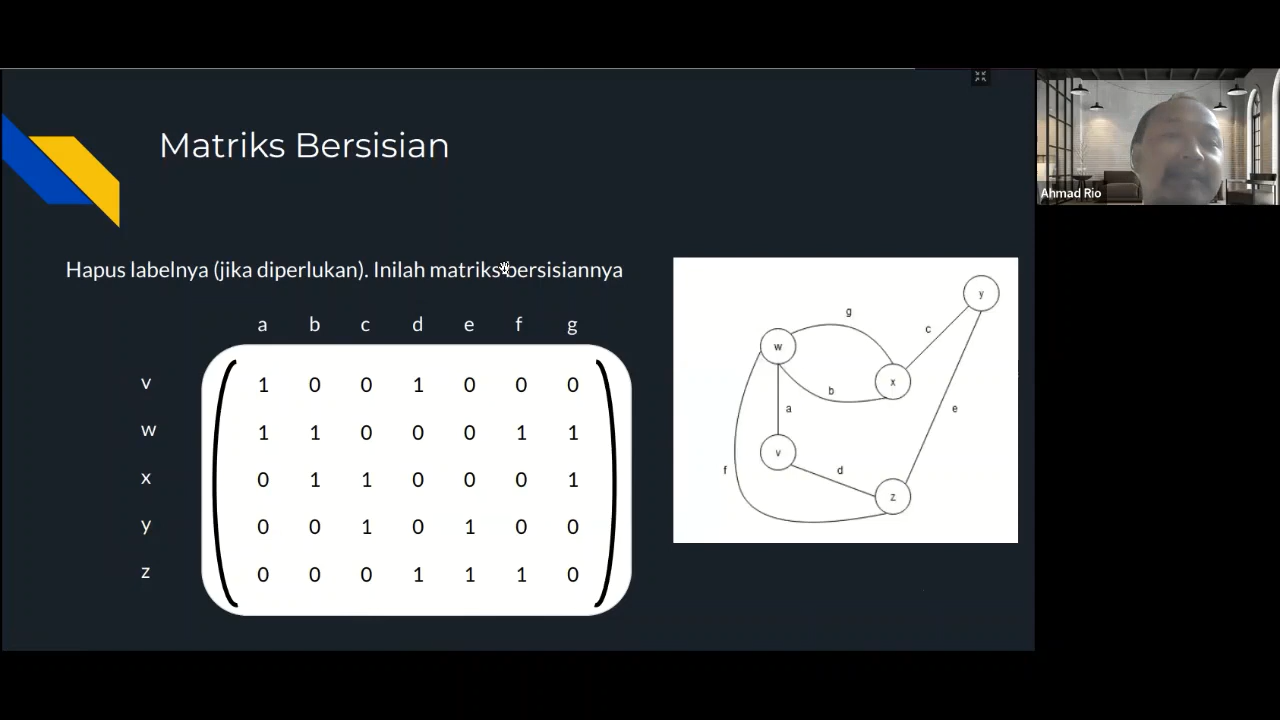 Matriks Bersisian
Hapus labelnya (jika diperlukan). Inilah matriks bersisiannya
a b c d e f g
v 1 0 0 1 0 0 0
w 1 1 0 0 0 1 1
x 0 1 1 0 0 0 1
y 0 0 1 0 1 0 0
z 0 0 0 1 1 1 0
y
g
c
w
x
b
a
e
v
f
d
z
Ahmad Rio